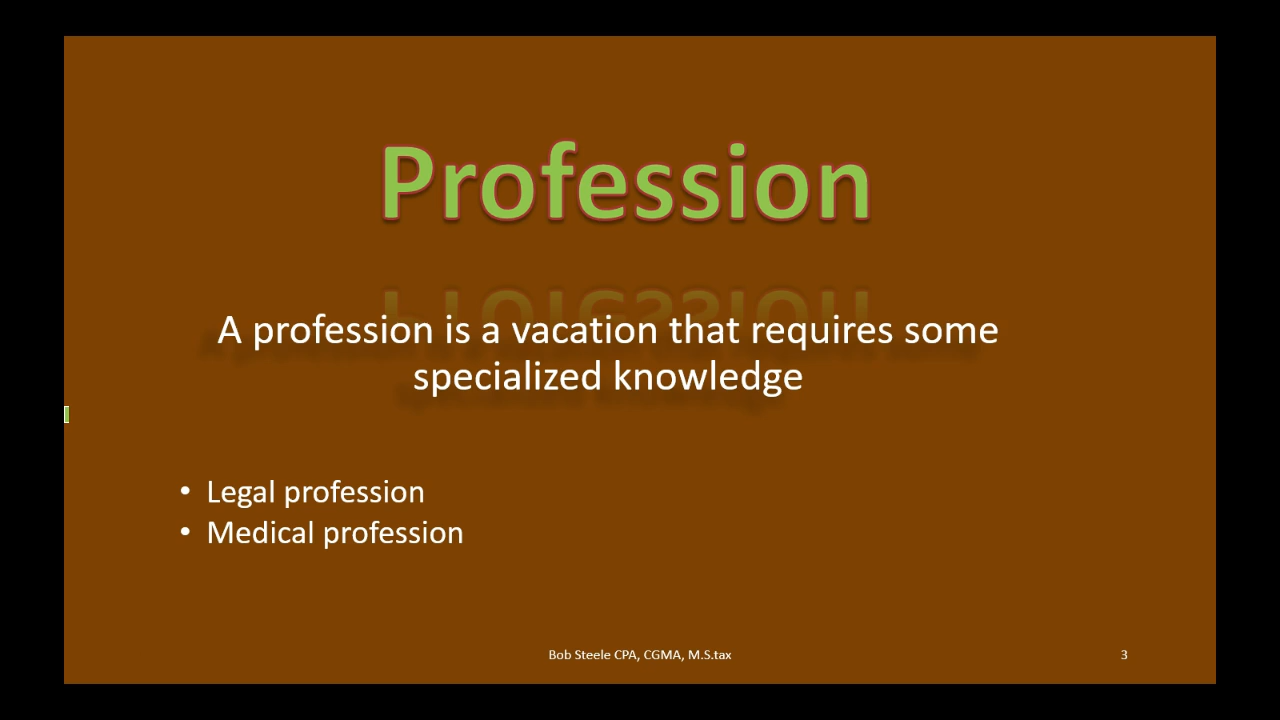 Profession
A profession is a vacation that requires some
specialized knowledge
• Legal profession
• Medical profession
Bob Steele CPA, CGMA, M.S.tax
3